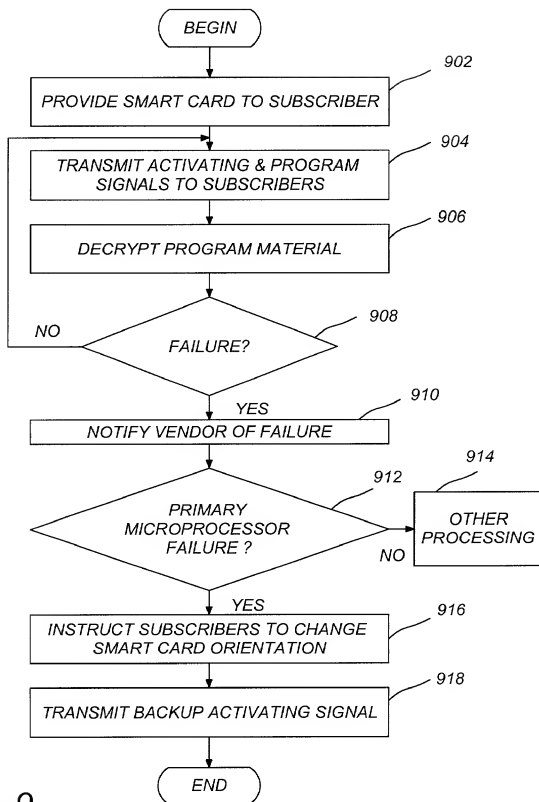 BEGIN
902
PROVIDE SMART CARD TO SUBSCRIBER
904
TRANSMIT ACTIVATING & PROGRAM
SIGNALS TO SUBSCRIBERS
906
DECRYPT PROGRAM MATERIAL
908
NO
FAILURE?
YES
910
NOTIFY VENDOR OF FAILURE
912
914
PRIMARY
MICROPROCESSOR
FAILURE ?
OTHER
PROCESSING
NO
YES
916
INSTRUCT SUBSCRIBERS TO CHANGE
SMART CARD ORIENTATION
918
TRANSMIT BACKUP ACTIVATING SIGNAL
END